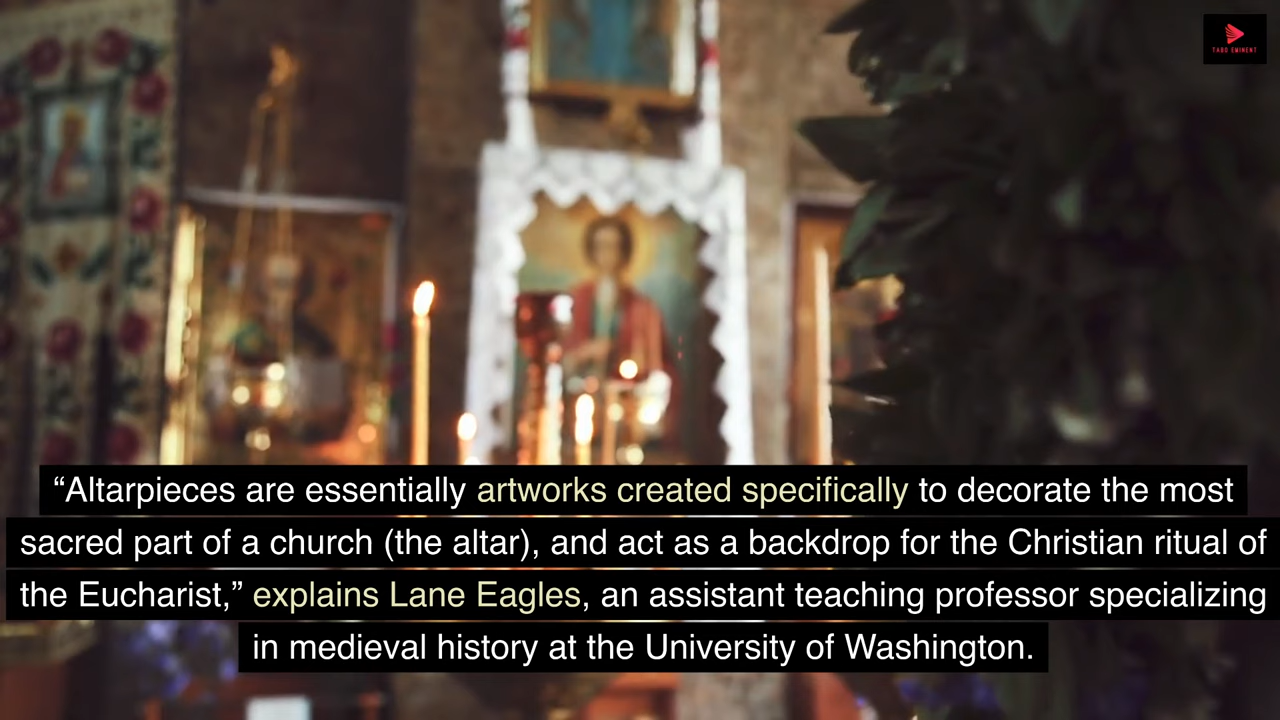 TABD EMINENT
“Altarpieces are essentially artworks created specifically to decorate the most
sacred part of a church (the altar), and act as a backdrop for the Christian ritual of
the Eucharist,” explains Lane Eagles, an assistant teaching professor specializing
in medieval history at the University of Washington.